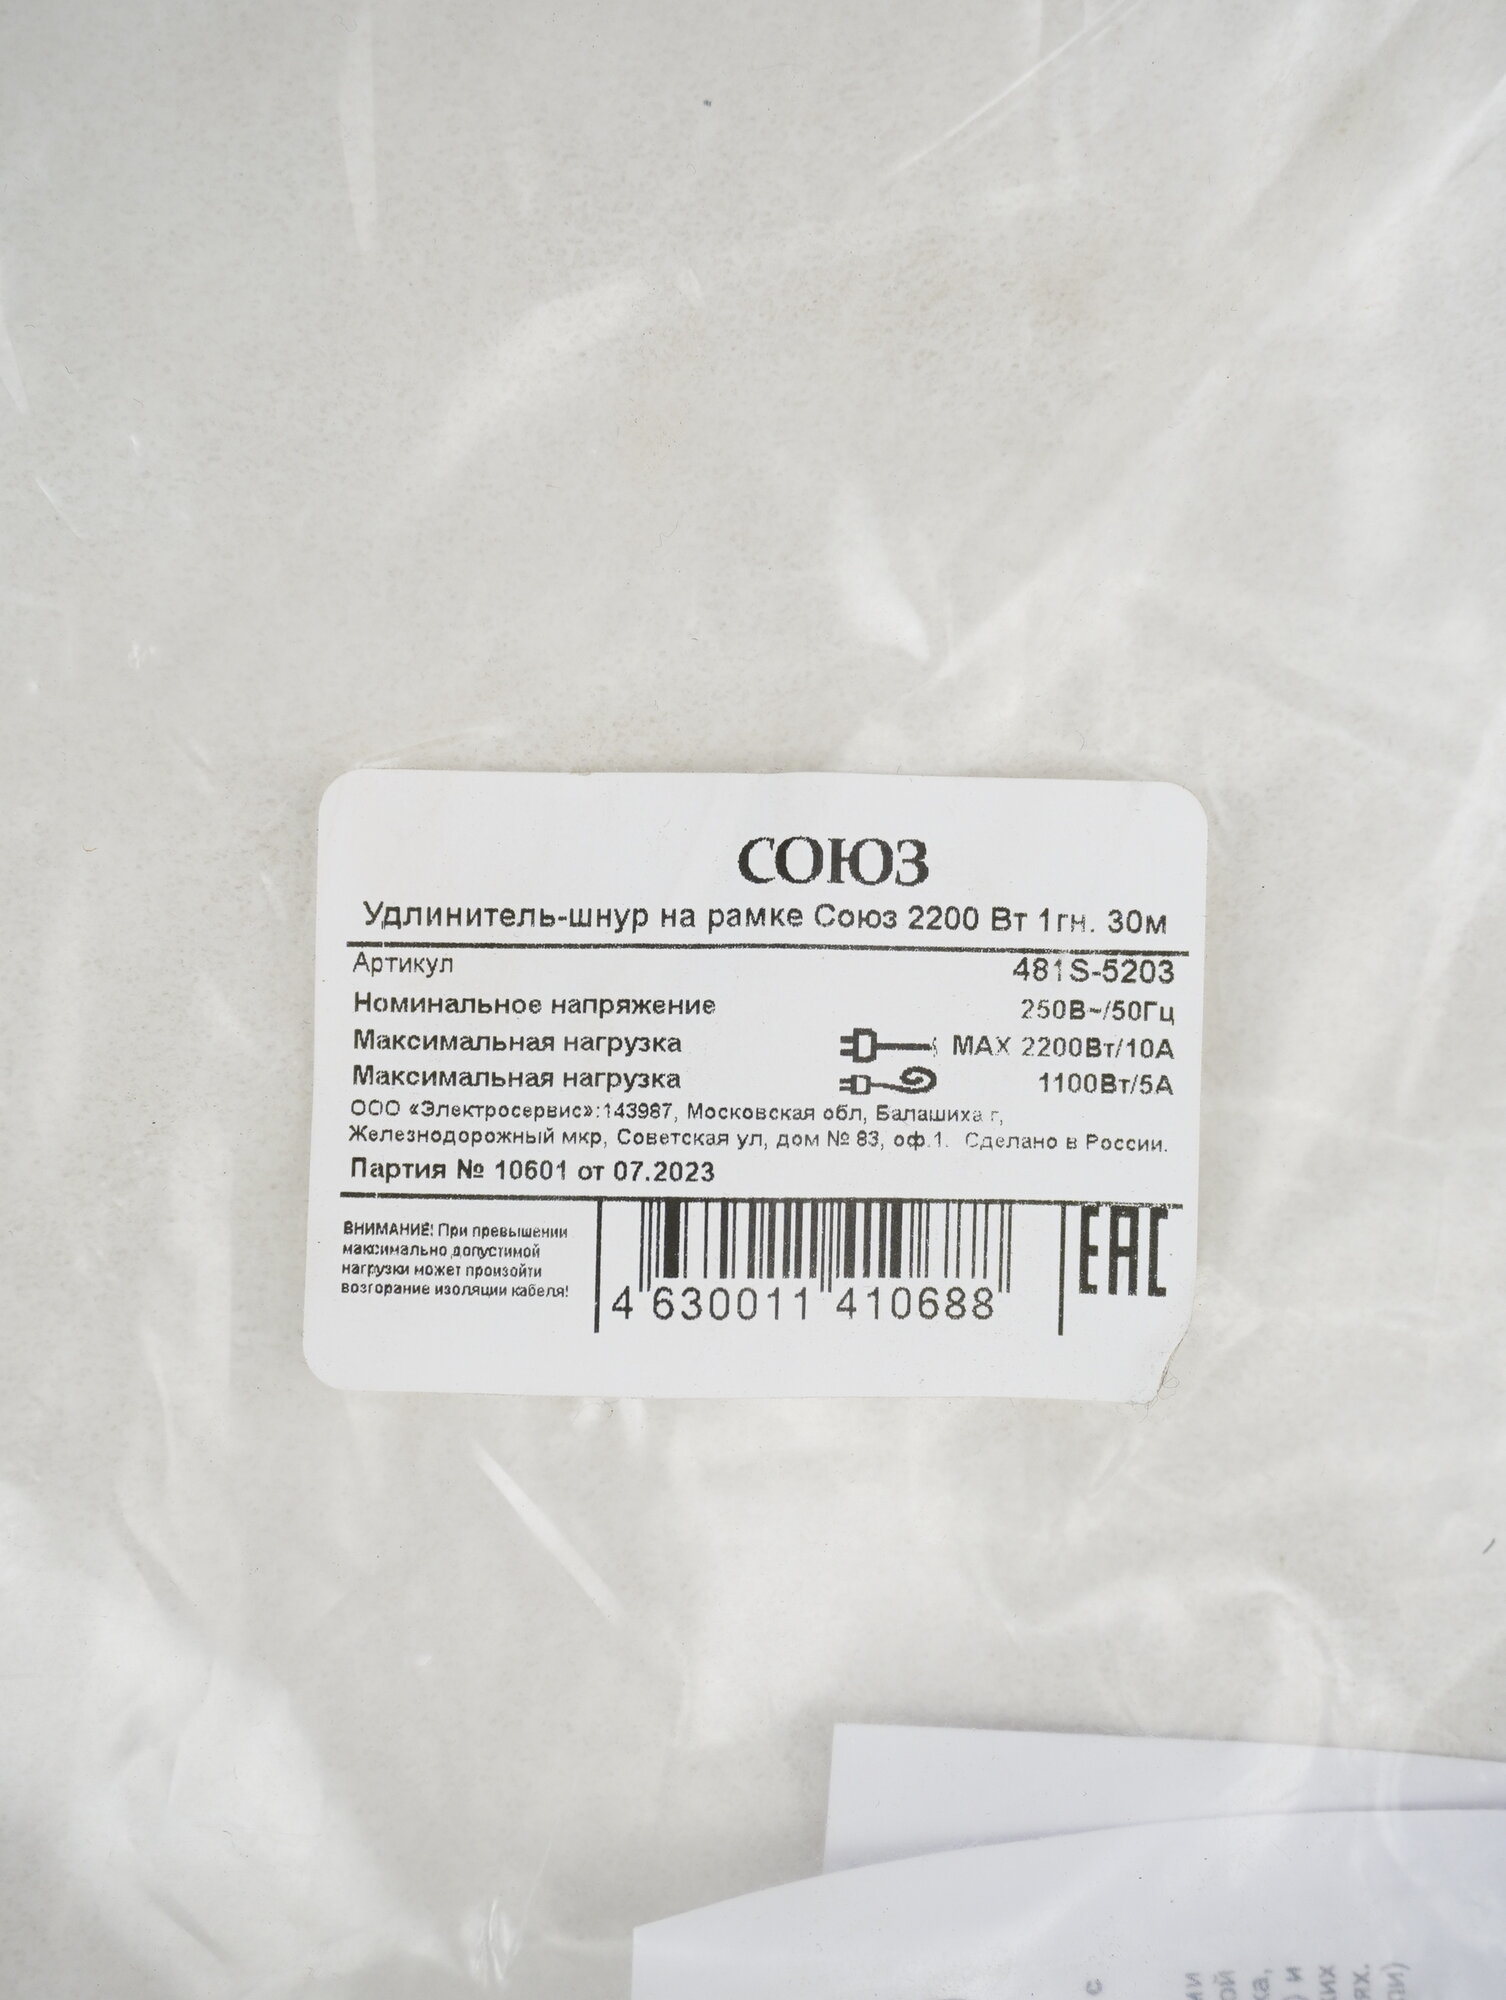 СОЮЗ
Удлинитель-шнур на рамке Союз 2200 Вт 1гн. 30м
Артикул 481S-5203
Номинальное напряжение 250В~/50Гц
Максимальная нагрузка MAX 2200Вт/10А
Максимальная нагрузка 1100Вт/5А
ООО «Электросервис»:143987, Московская обл, Балашиха г,
Железнодорожный мкр, Советская ул, дом № 83, оф.1. Сделано в России.
Партия № 10601 от 07.2023
ВНИМАНИЕ! При превышении
максимально допустимой
нагрузки может произойти
возгорание изоляции кабеля!
4 630011 410688
ЕАС